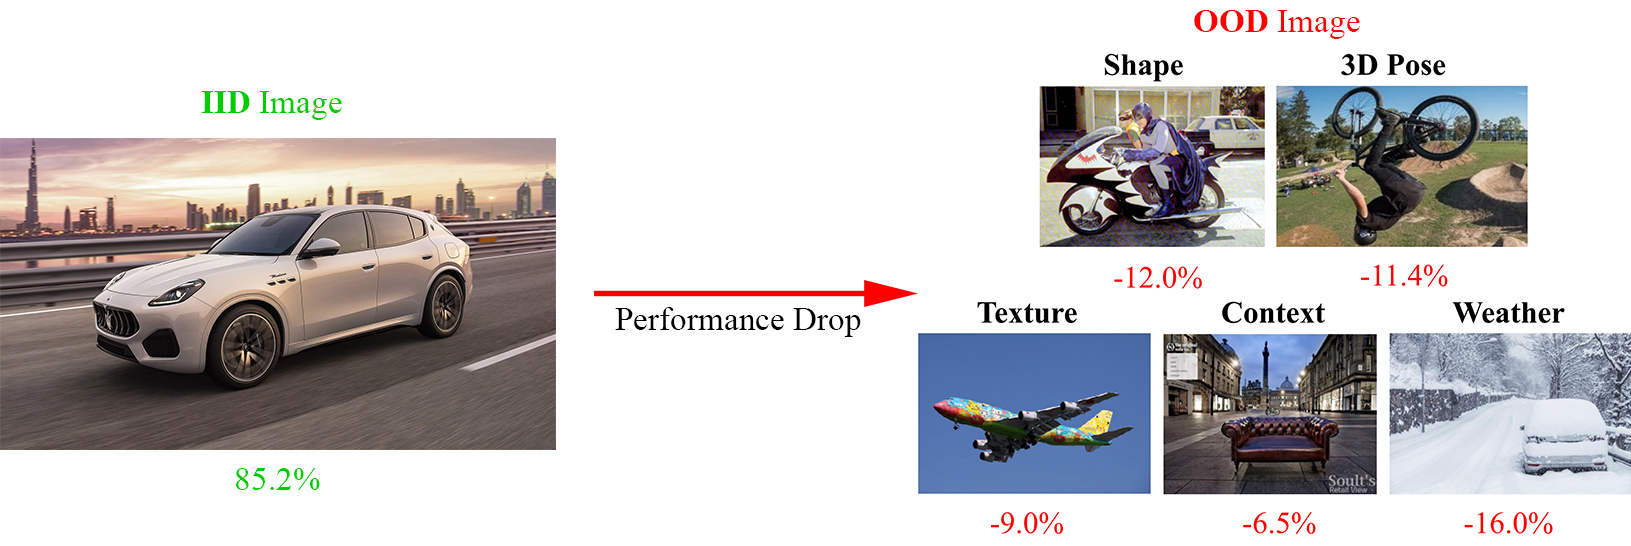 IID Image
85.2%
Performance Drop
OOD Image
Shape
3D Pose
-12.0%
-11.4%
Texture
Context
Weather
Soult's
Retail View
-9.0%
-6.5%
-16.0%